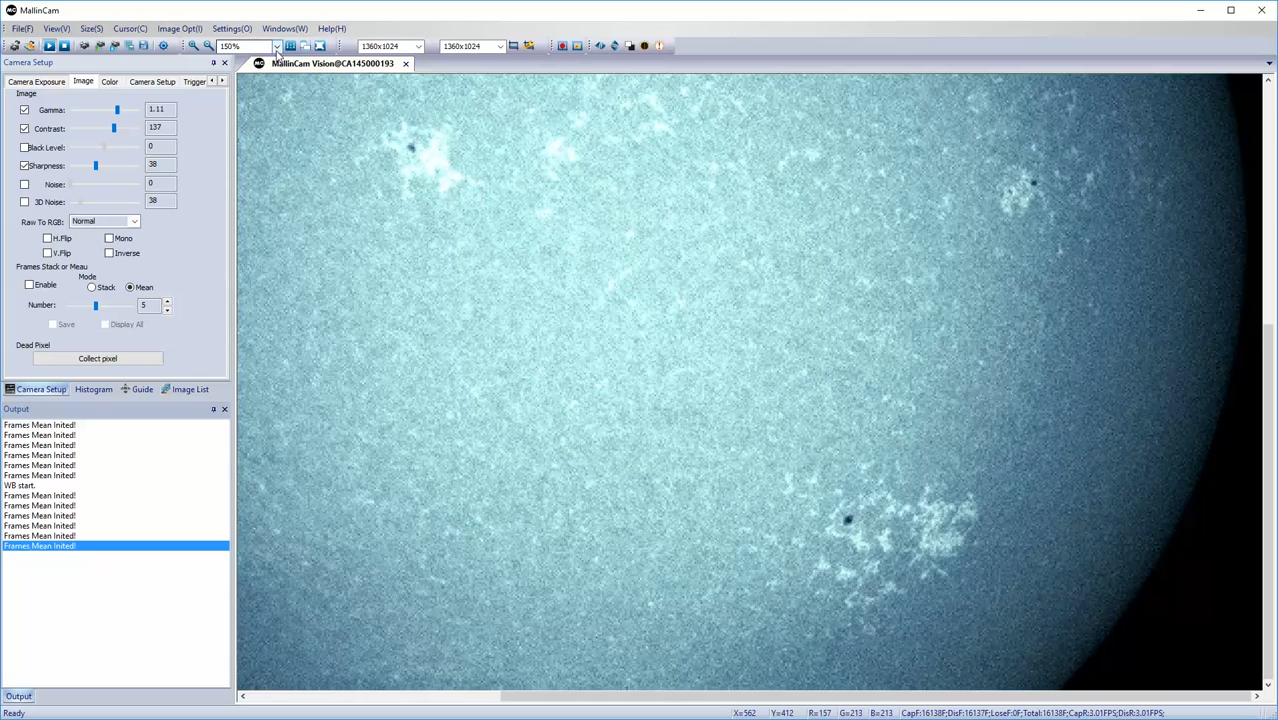 MallinCam
File(F) View(V) Size(S) Cursor(C) Image Opt(I) Settings(O) Windows(W) Help(H)
150% 1360x1024 1360x1024
Camera Setup
MC MallinCam Vision@CA145000193
Camera Exposure Image Color Camera Setup Trigger
Image
Gamma: 1.11
Contrast: 137
Black Level: 0
Sharpness: 38
Noise: 0
3D Noise: 38
Raw To RGB: Normal
H.Flip Mono
V.Flip Inverse
Frames Stack or Meau
Mode
Enable Stack Mean
Number: 5
Save Display All
Dead Pixel
Collect pixel
Camera Setup Histogram Guide Image List
Output
Frames Mean Inited!
Frames Mean Inited!
Frames Mean Inited!
Frames Mean Inited!
Frames Mean Inited!
Frames Mean Inited!
WB start.
Frames Mean Inited!
Frames Mean Inited!
Frames Mean Inited!
Frames Mean Inited!
Frames Mean Inited!
Frames Mean Inited!
Output
Ready X=562 Y=412 R=157 G=213 B=213 CapF:16138F;DisF:16137F;LoseF:0F;Total:16138F;CapR:3.01FPS;DisR:3.01FPS;